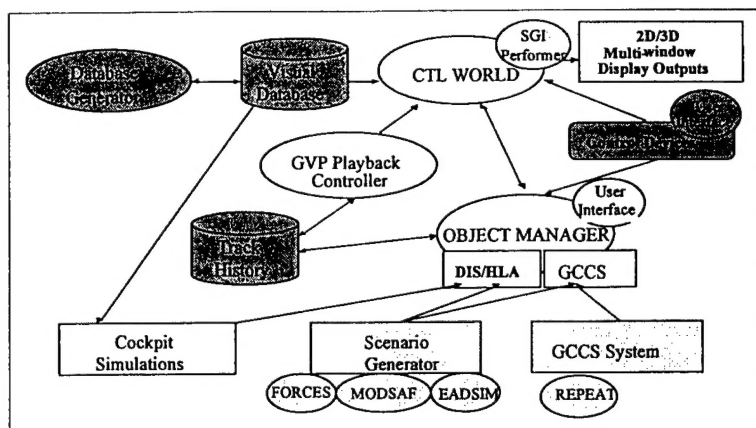 SGI
Performer
2D/3D
Multi-window
Display Outputs
Database
Generator
Visual
Database
CTL WORLD
Control Device
GVP Playback
Controller
User
Interface
Track
History
OBJECT MANAGER
DIS/HLA
GCCS
Cockpit
Simulations
Scenario
Generator
GCCS System
FORCES
MODSAF
EADSIM
REPEAT